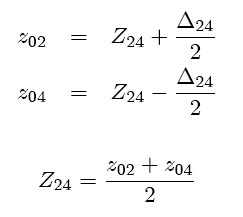 z₀₂ = Z₂₄ + Δ₂₄/2
z₀₄ = Z₂₄ − Δ₂₄/2
Z₂₄ = (z₀₂ + z₀₄)/2